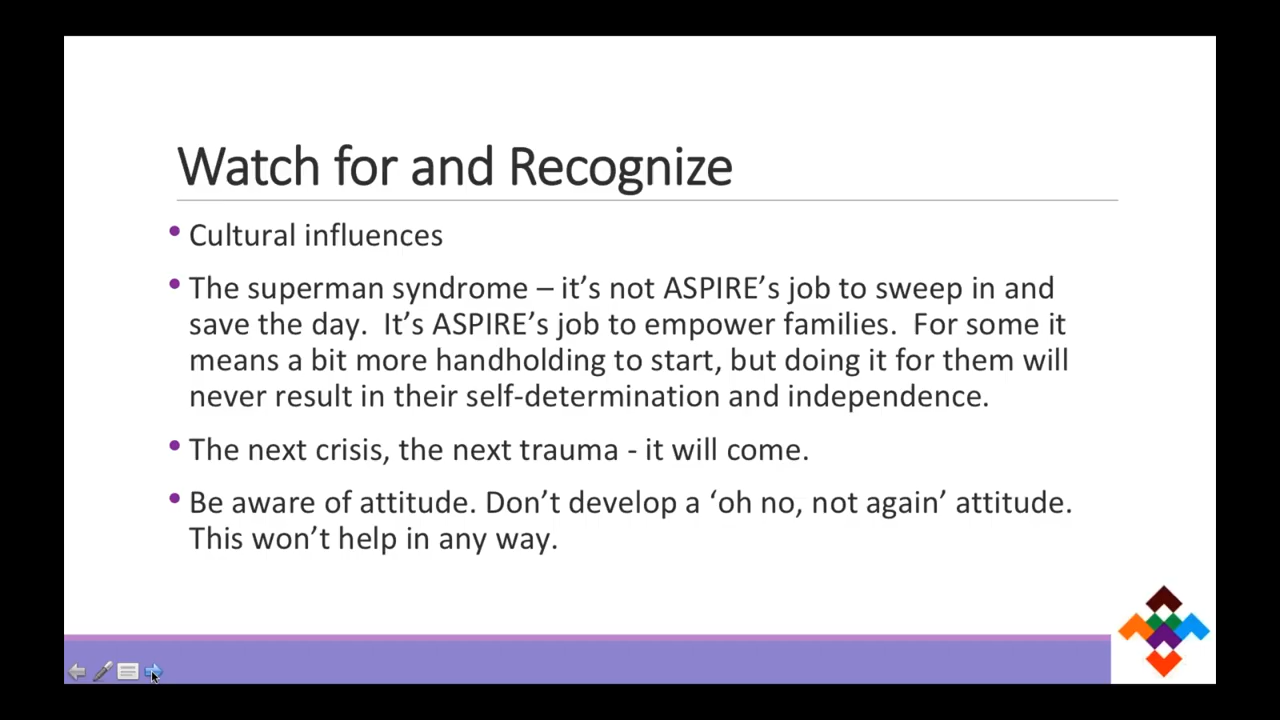 Watch for and Recognize
• Cultural influences
• The superman syndrome – it’s not ASPIRE’s job to sweep in and
save the day.  It’s ASPIRE’s job to empower families.  For some it
means a bit more handholding to start, but doing it for them will
never result in their self-determination and independence.
• The next crisis, the next trauma - it will come.
• Be aware of attitude. Don’t develop a ‘oh no, not again’ attitude.
This won’t help in any way.